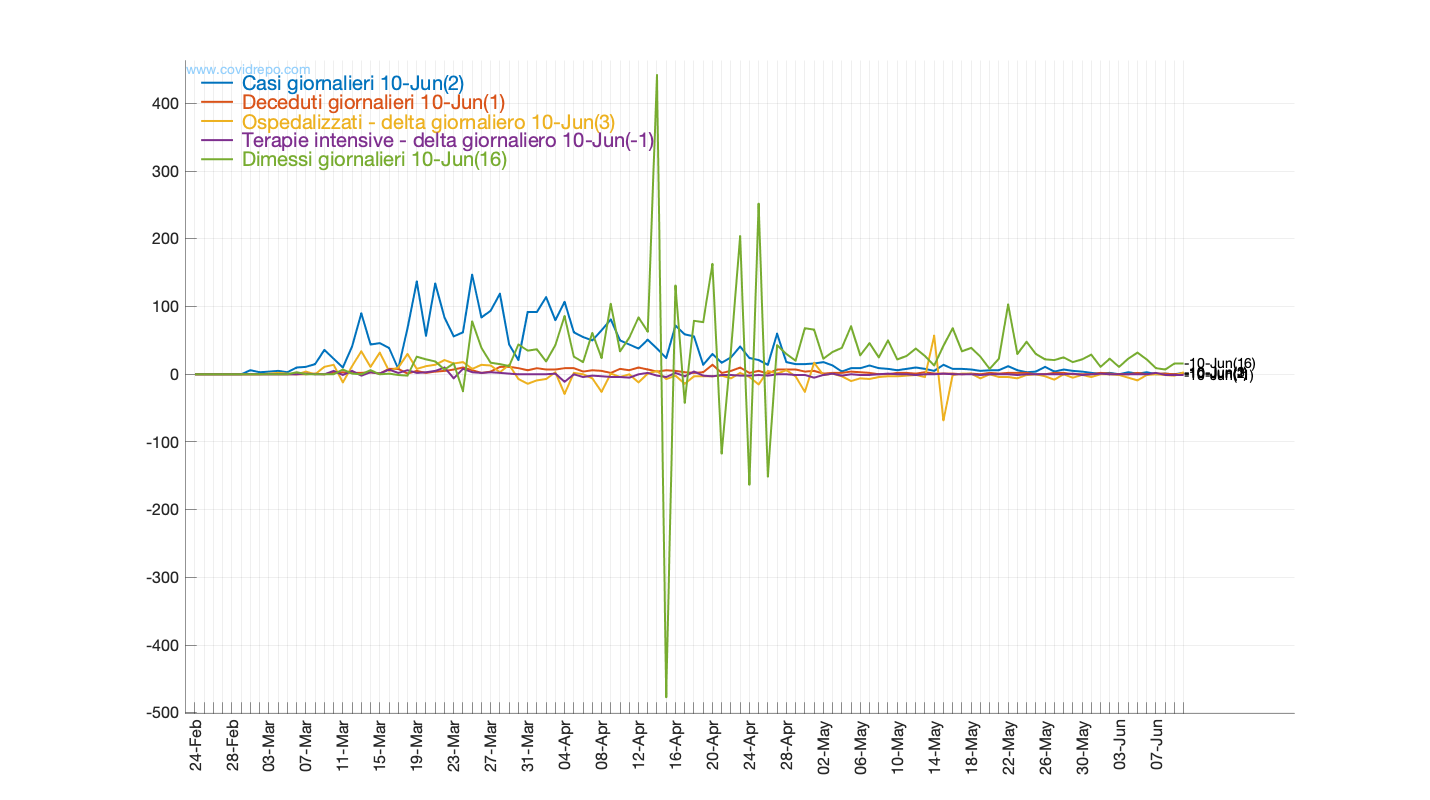 www.covidrepo.com
Casi giornalieri 10-Jun(2)
Deceduti giornalieri 10-Jun(1)
Ospedalizzati - delta giornaliero 10-Jun(3)
Terapie intensive - delta giornaliero 10-Jun(-1)
Dimessi giornalieri 10-Jun(16)
400
300
200
100
0
-100
-200
-300
-400
-500
10-Jun(16)
24-Feb
28-Feb
03-Mar
07-Mar
11-Mar
15-Mar
19-Mar
23-Mar
27-Mar
31-Mar
04-Apr
08-Apr
12-Apr
16-Apr
20-Apr
24-Apr
28-Apr
02-May
06-May
10-May
14-May
18-May
22-May
26-May
30-May
03-Jun
07-Jun